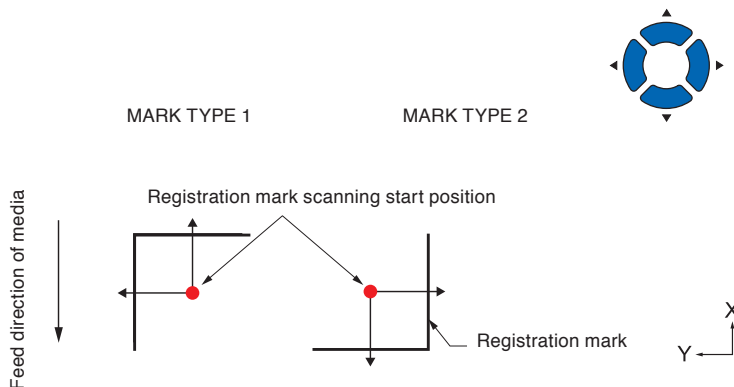 MARK TYPE 1
MARK TYPE 2
Registration mark scanning start position
Feed direction of media
Registration mark
X
Y